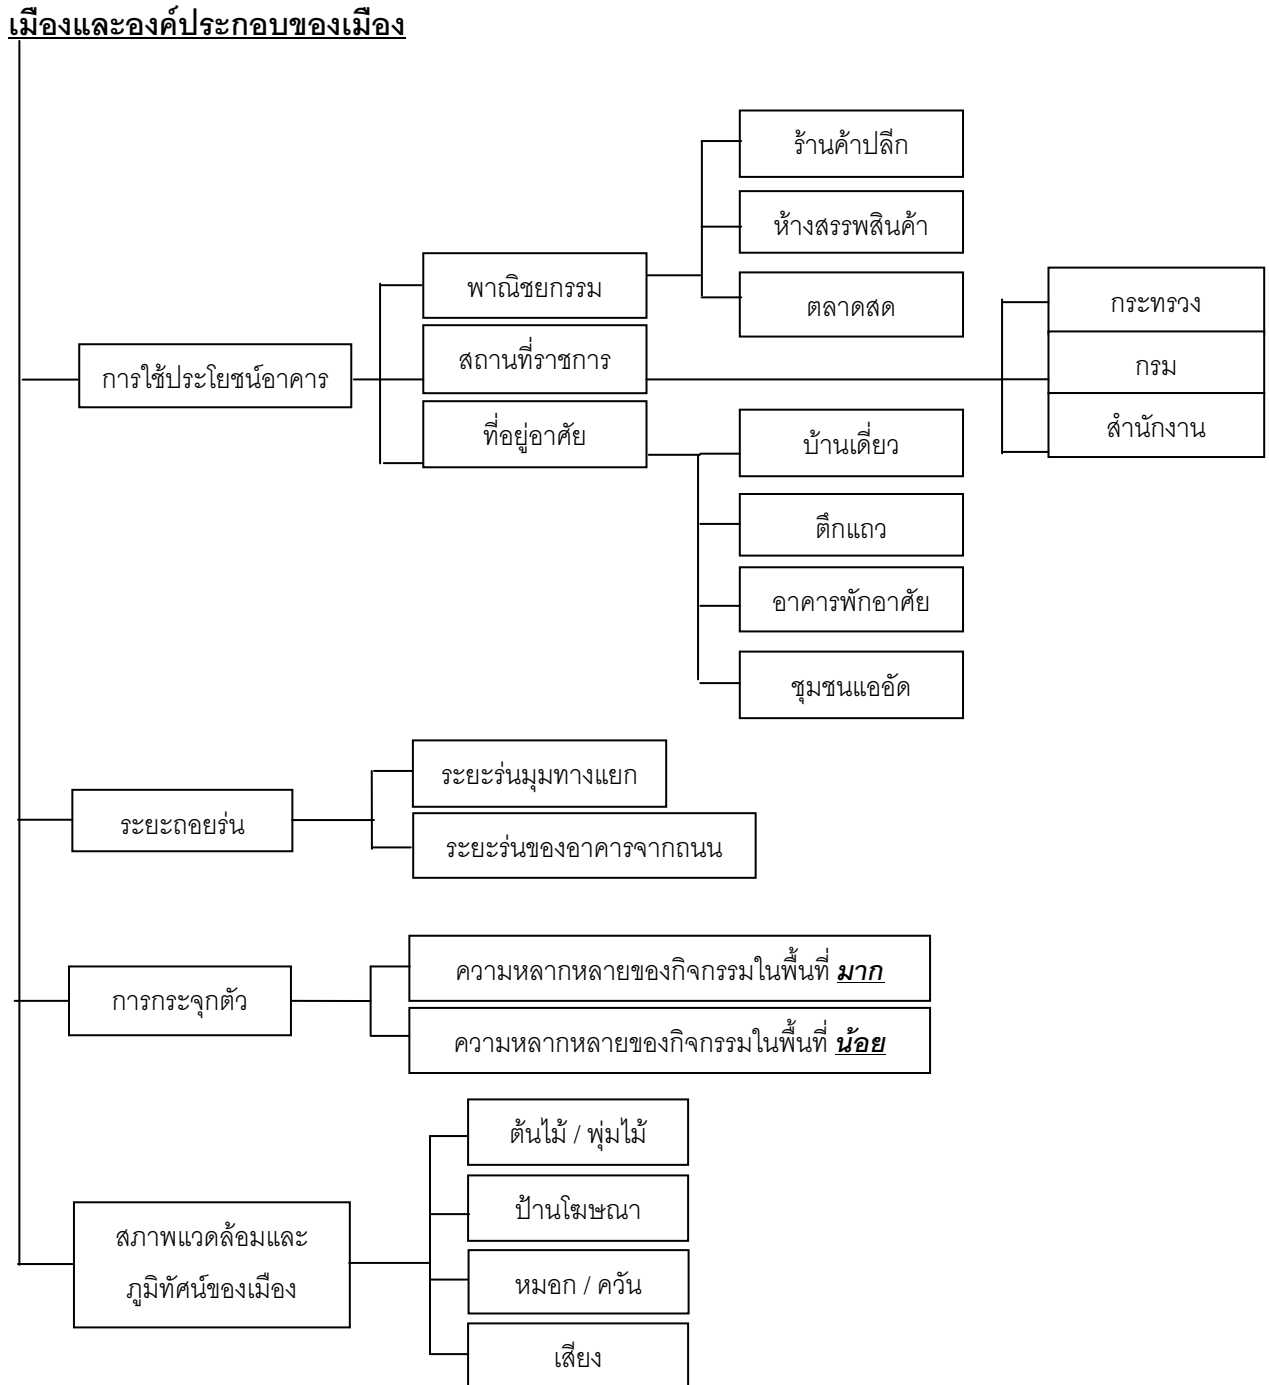 เมืองและองค์ประกอบของเมือง
การใช้ประโยชน์อาคาร
พาณิชยกรรม
ร้านค้าปลีก
ห้างสรรพสินค้า
ตลาดสด
สถานที่ราชการ
กระทรวง
กรม
สำนักงาน
ที่อยู่อาศัย
บ้านเดี่ยว
ตึกแถว
อาคารพักอาศัย
ชุมชนแออัด
ระยะถอยร่น
ระยะร่นมุมทางแยก
ระยะร่นของอาคารจากถนน
การกระจุกตัว
ความหลากหลายของกิจกรรมในพื้นที่ มาก
ความหลากหลายของกิจกรรมในพื้นที่ น้อย
สภาพแวดล้อมและ
ภูมิทัศน์ของเมือง
ต้นไม้ / พุ่มไม้
ป้านโฆษณา
หมอก / ควัน
เสียง